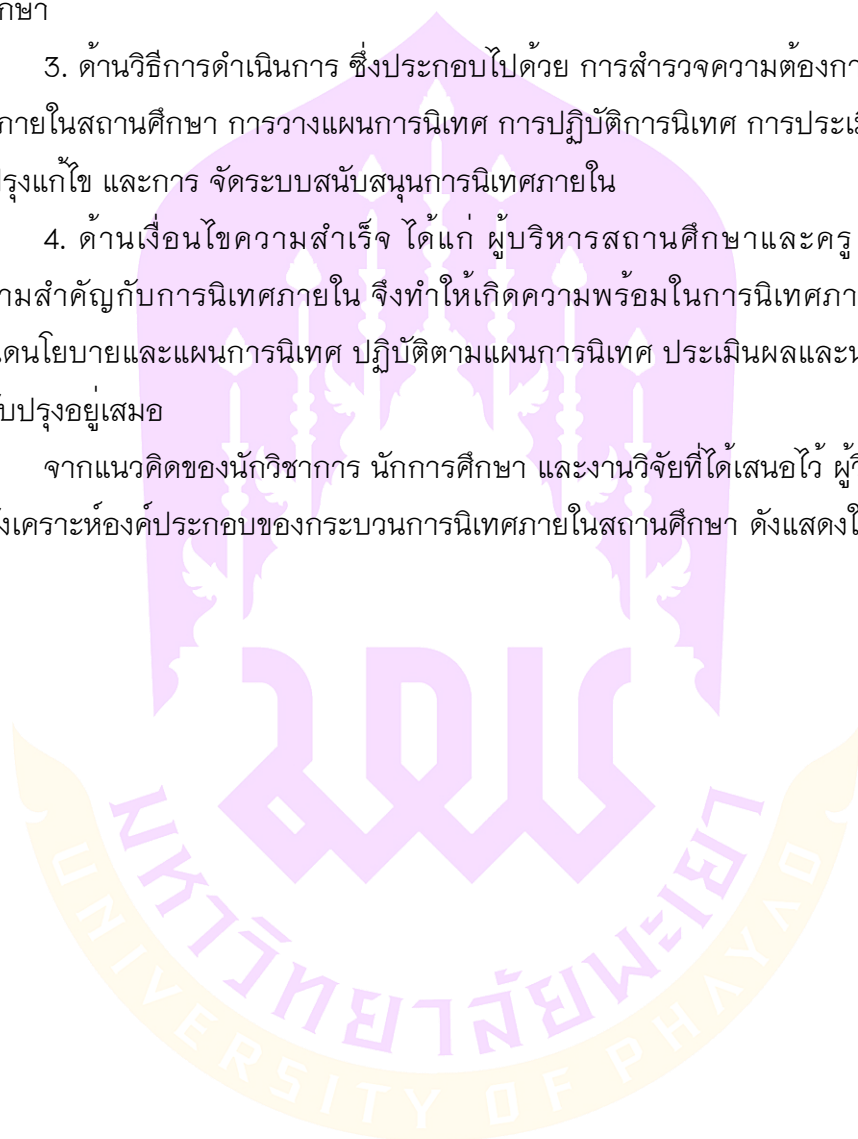 กษา
3. ด้านวิธีการดำเนินการ ซึ่งประกอบไปด้วย การสำรวจความต้องกา
ภายในสถานศึกษา การวางแผนการนิเทศ การปฏิบัติการนิเทศ การประเมิ
ปรุงแก้ไข และการ จัดระบบสนับสนุนการนิเทศภายใน
4. ด้านเงื่อนไขความสำเร็จ ได้แก่ ผู้บริหารสถานศึกษาและครู
ามสำคัญกับการนิเทศภายใน จึงทำให้เกิดความพร้อมในการนิเทศภา
นดนโยบายและแผนการนิเทศ ปฏิบัติตามแผนการนิเทศ ประเมินผลและน
ับปรุงอยู่เสมอ
จากแนวคิดของนักวิชาการ นักการศึกษา และงานวิจัยที่ได้เสนอไว้ ผู้วิ
ังเคราะห์องค์ประกอบของกระบวนการนิเทศภายในสถานศึกษา ดังแสดงใ
มหาวิทยาลัยพะเยา
UNIVERSITY OF PHAYAO